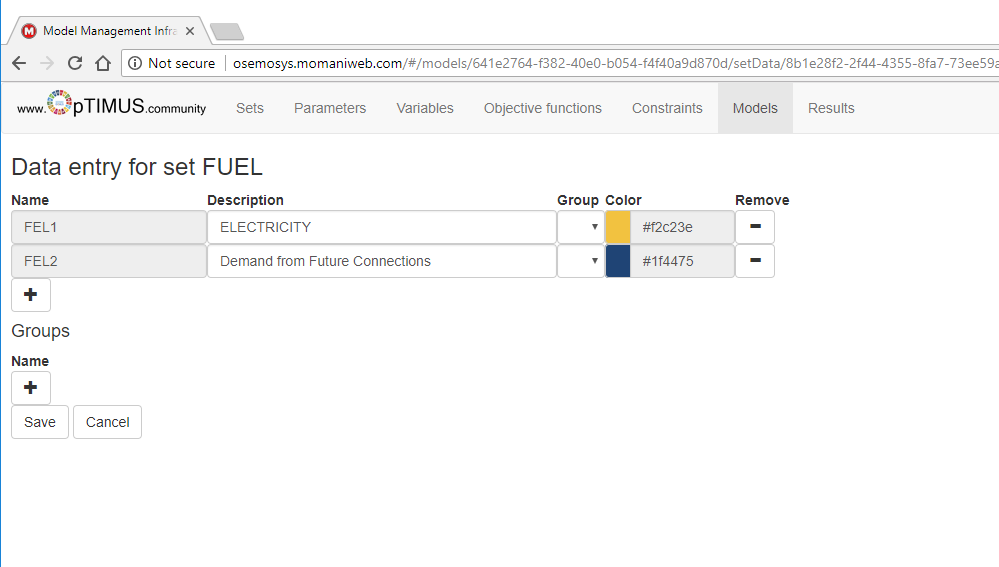 Model Management Infra
Not secure osemosys.momaniweb.com/#/models/641e2764-f382-40e0-b054-f4f40a9d870d/setData/8b1e28f2-2f44-4355-8fa7-73ee59a
www.OpTIMUS.community Sets Parameters Variables Objective functions Constraints Models Results
Data entry for set FUEL
Name Description Group Color Remove
FEL1 ELECTRICITY #f2c23e
FEL2 Demand from Future Connections #1f4475
Groups
Name
Save Cancel